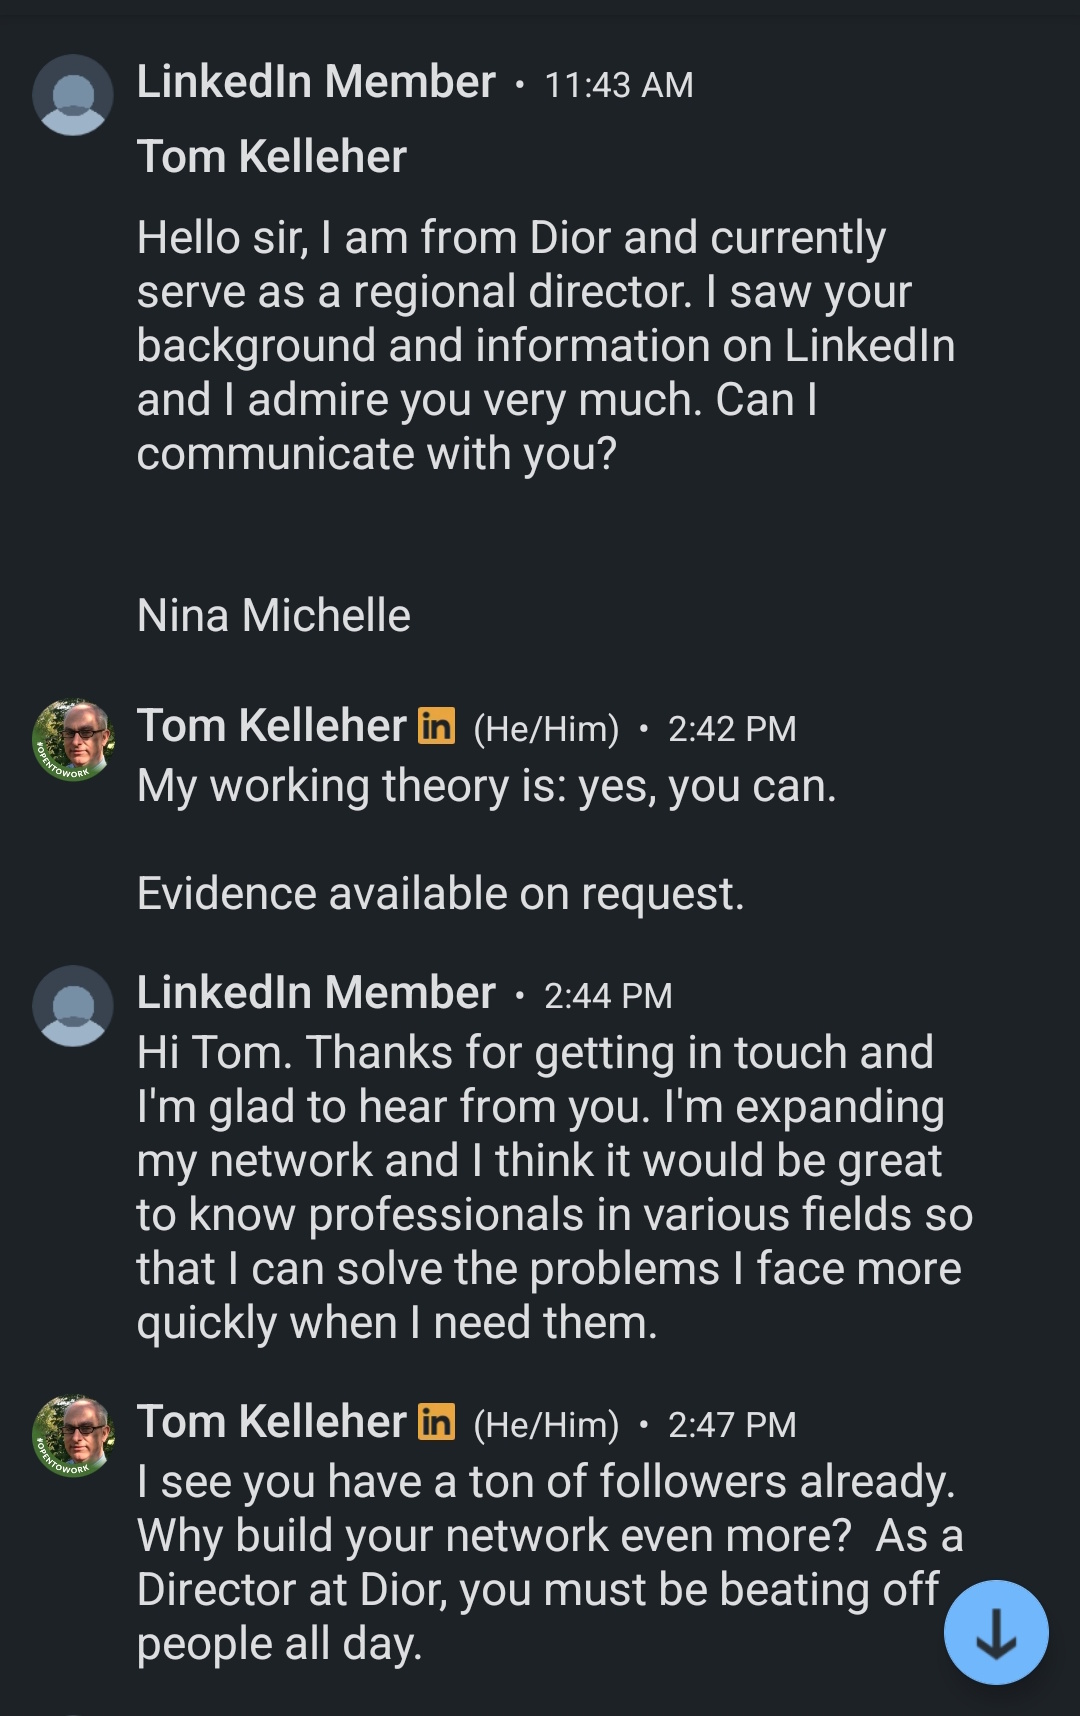 LinkedIn Member • 11:43 AM
Tom Kelleher
Hello sir, I am from Dior and currently
serve as a regional director. I saw your
background and information on LinkedIn
and I admire you very much. Can I
communicate with you?
Nina Michelle
Tom Kelleher in (He/Him) • 2:42 PM
#OPENTOWORK
My working theory is: yes, you can.
Evidence available on request.
LinkedIn Member • 2:44 PM
Hi Tom. Thanks for getting in touch and
I'm glad to hear from you. I'm expanding
my network and I think it would be great
to know professionals in various fields so
that I can solve the problems I face more
quickly when I need them.
Tom Kelleher in (He/Him) • 2:47 PM
#OPENTOWORK
I see you have a ton of followers already.
Why build your network even more?  As a
Director at Dior, you must be beating off
people all day.